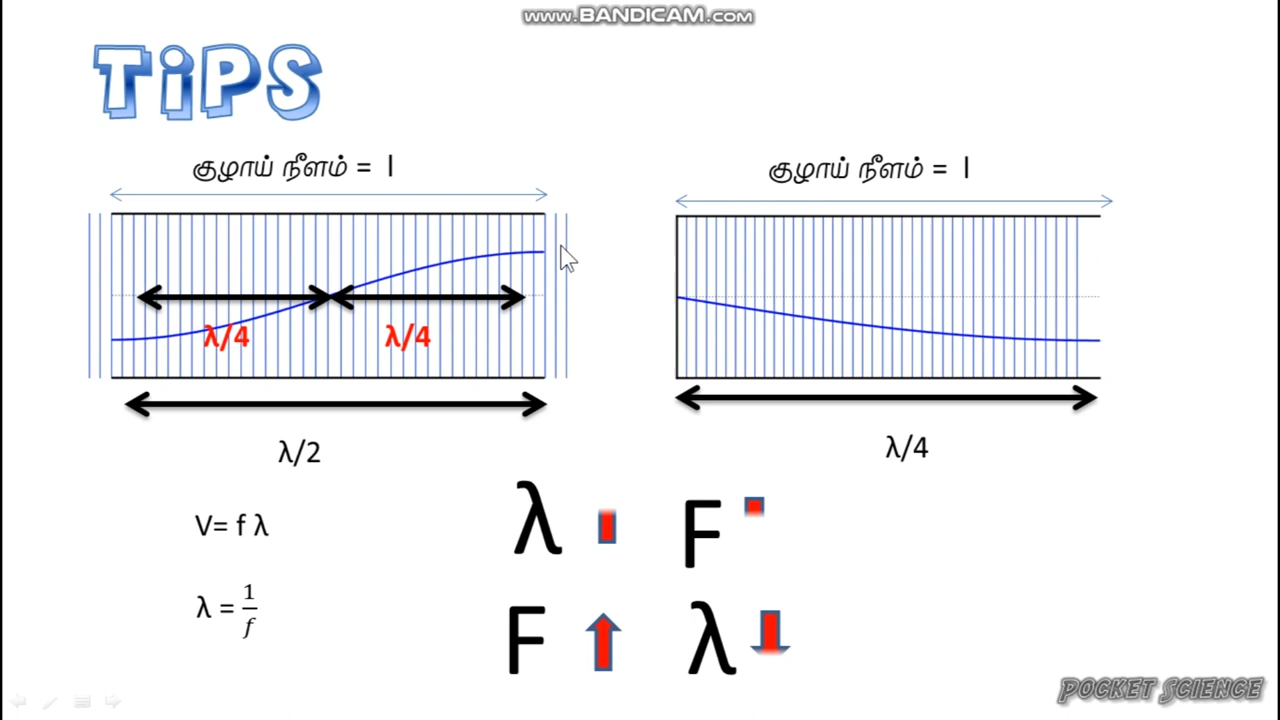 www.BANDICAM.com
TiPS
குழாய் நீளம் = l
குழாய் நீளம் = l
λ/4
λ/4
λ/2
λ/4
V= f λ
λ F
λ = 1/f
F λ
POCKET SCIENCE